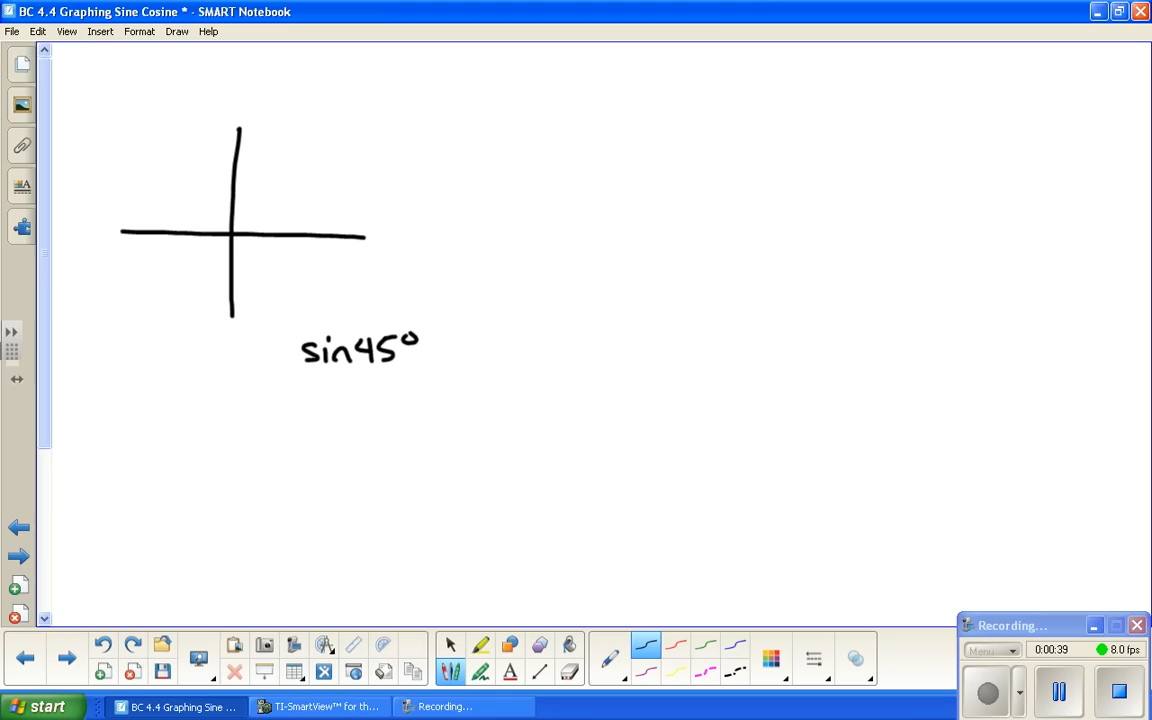 BC 4.4 Graphing Sine Cosine * - SMART Notebook
File Edit View Insert Format Draw Help
sin45°
Recording...
Menu 0:00:39 8.0 fps
start BC 4.4 Graphing Sine ... TI-SmartView™ for th... Recording...